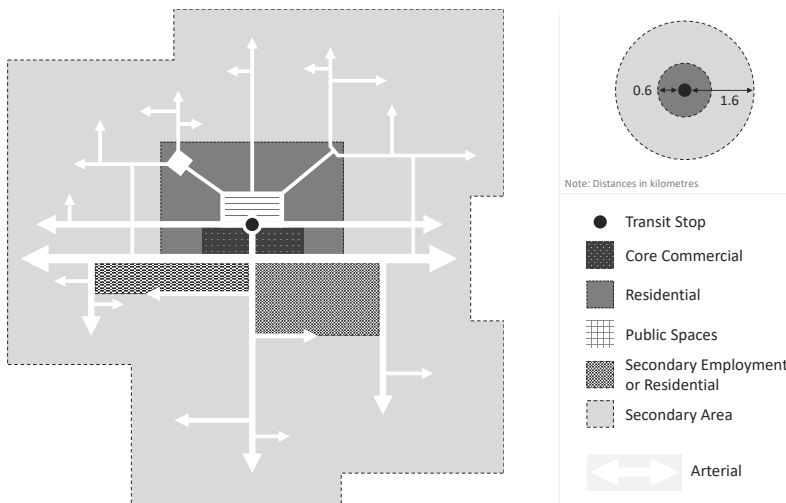 0.6
1.6
Note: Distances in kilometres
Transit Stop
Core Commercial
Residential
Public Spaces
Secondary Employment
or Residential
Secondary Area
Arterial